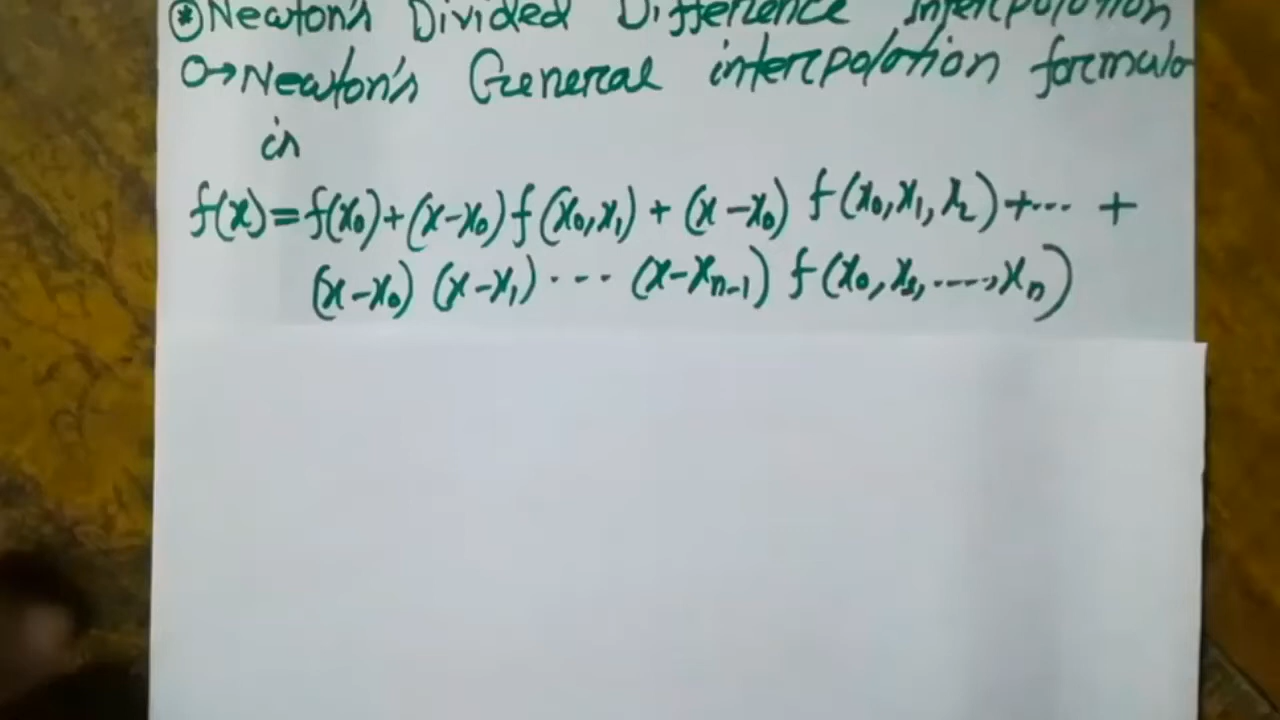 ⊛ Newton's Divided Difference Interpolation
O→ Newton's General interpolation formula
is
f(x)=f(x₀)+(x-x₀)f(x₀,x₁)+(x-x₀) f(x₀,x₁,x₂)+--- +
(x-x₀) (x-x₁)---(x-xₙ₋₁) f(x₀,x₁,----,xₙ)